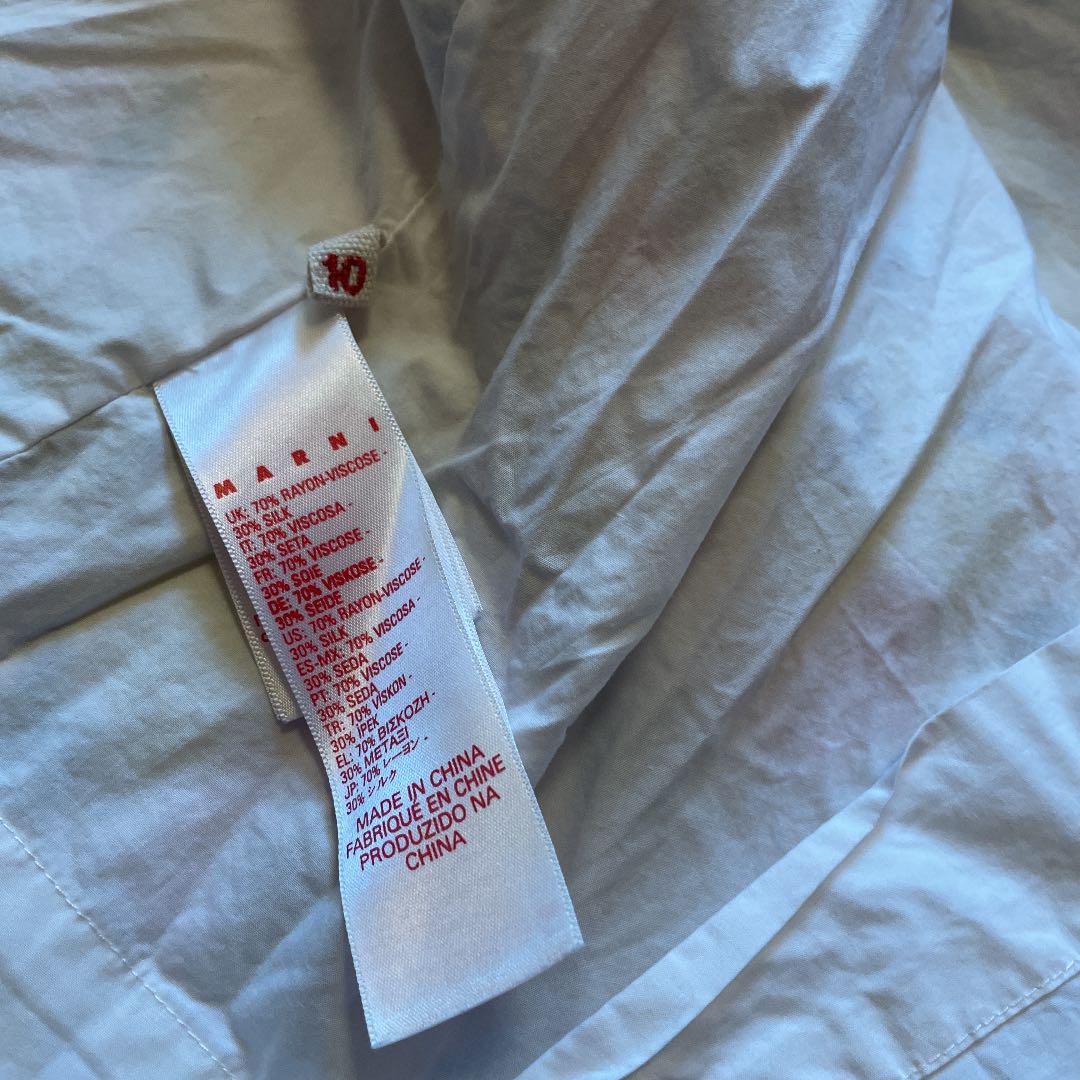 10
MARNI
UK: 70% RAYON-VISCOSE -
30% SILK
IT: 70% VISCOSA -
30% SETA
FR: 70% VISCOSE -
30% SOIE
DE: 70% VISKOSE -
30% SEIDE
US: 70% RAYON-VISCOSE -
30% SILK
ES-MX: 70% VISCOSA -
30% SEDA
PT: 70% VISCOSE -
30% SEDA
TR: 70% VİSKON -
30% İPEK
EL: 70% ΒΙΣΚΟΖΗ -
30% ΜΕΤΑΞΙ
JP: 70% レーヨン -
30% シルク
MADE IN CHINA
FABRIQUÉ EN CHINE
PRODUZIDO NA
CHINA